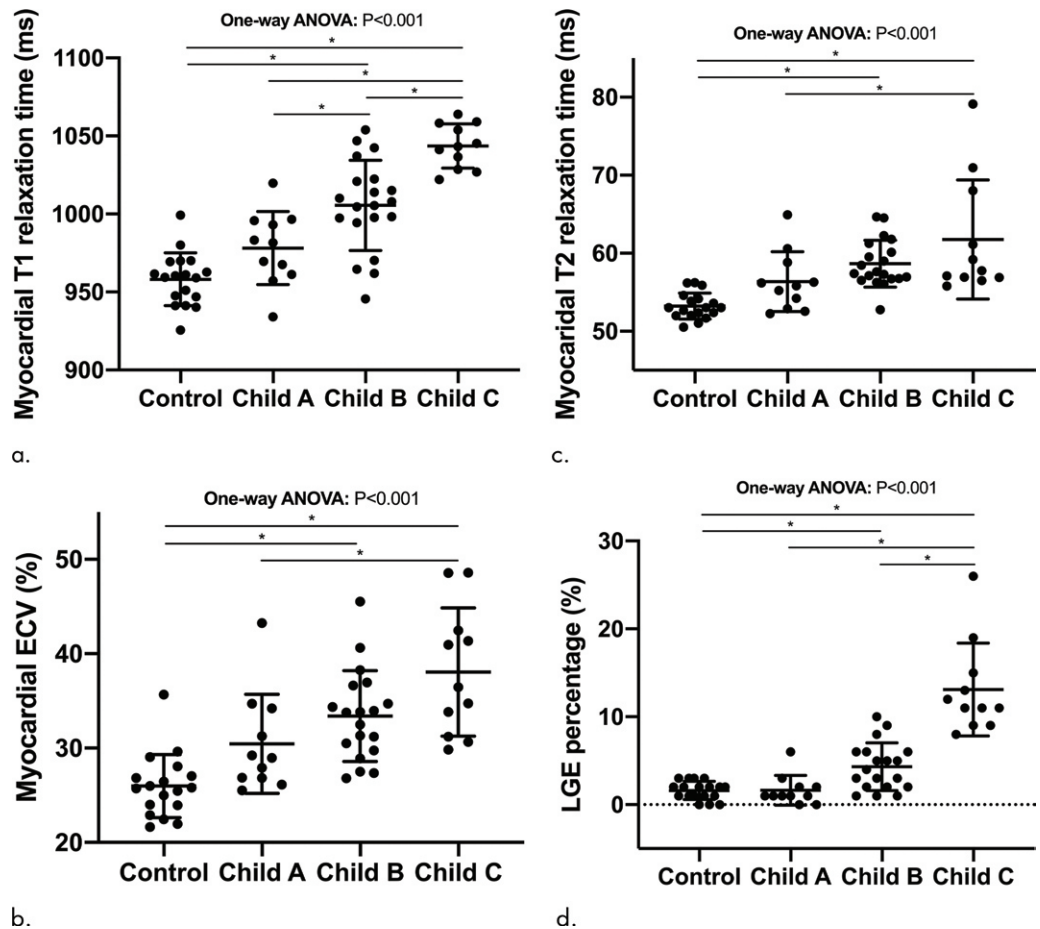 One-way ANOVA: P<0.001
*
*
*
*
*
Myocardial T1 relaxation time (ms)
1100
1050
1000
950
900
Control Child A Child B Child C
a.
One-way ANOVA: P<0.001
*
*
*
Myocaridal T2 relaxation time (ms)
80
70
60
50
Control Child A Child B Child C
c.
One-way ANOVA: P<0.001
*
*
*
Myocardial ECV (%)
50
40
30
20
Control Child A Child B Child C
b.
One-way ANOVA: P<0.001
*
*
*
*
LGE percentage (%)
30
20
10
0
Control Child A Child B Child C
d.